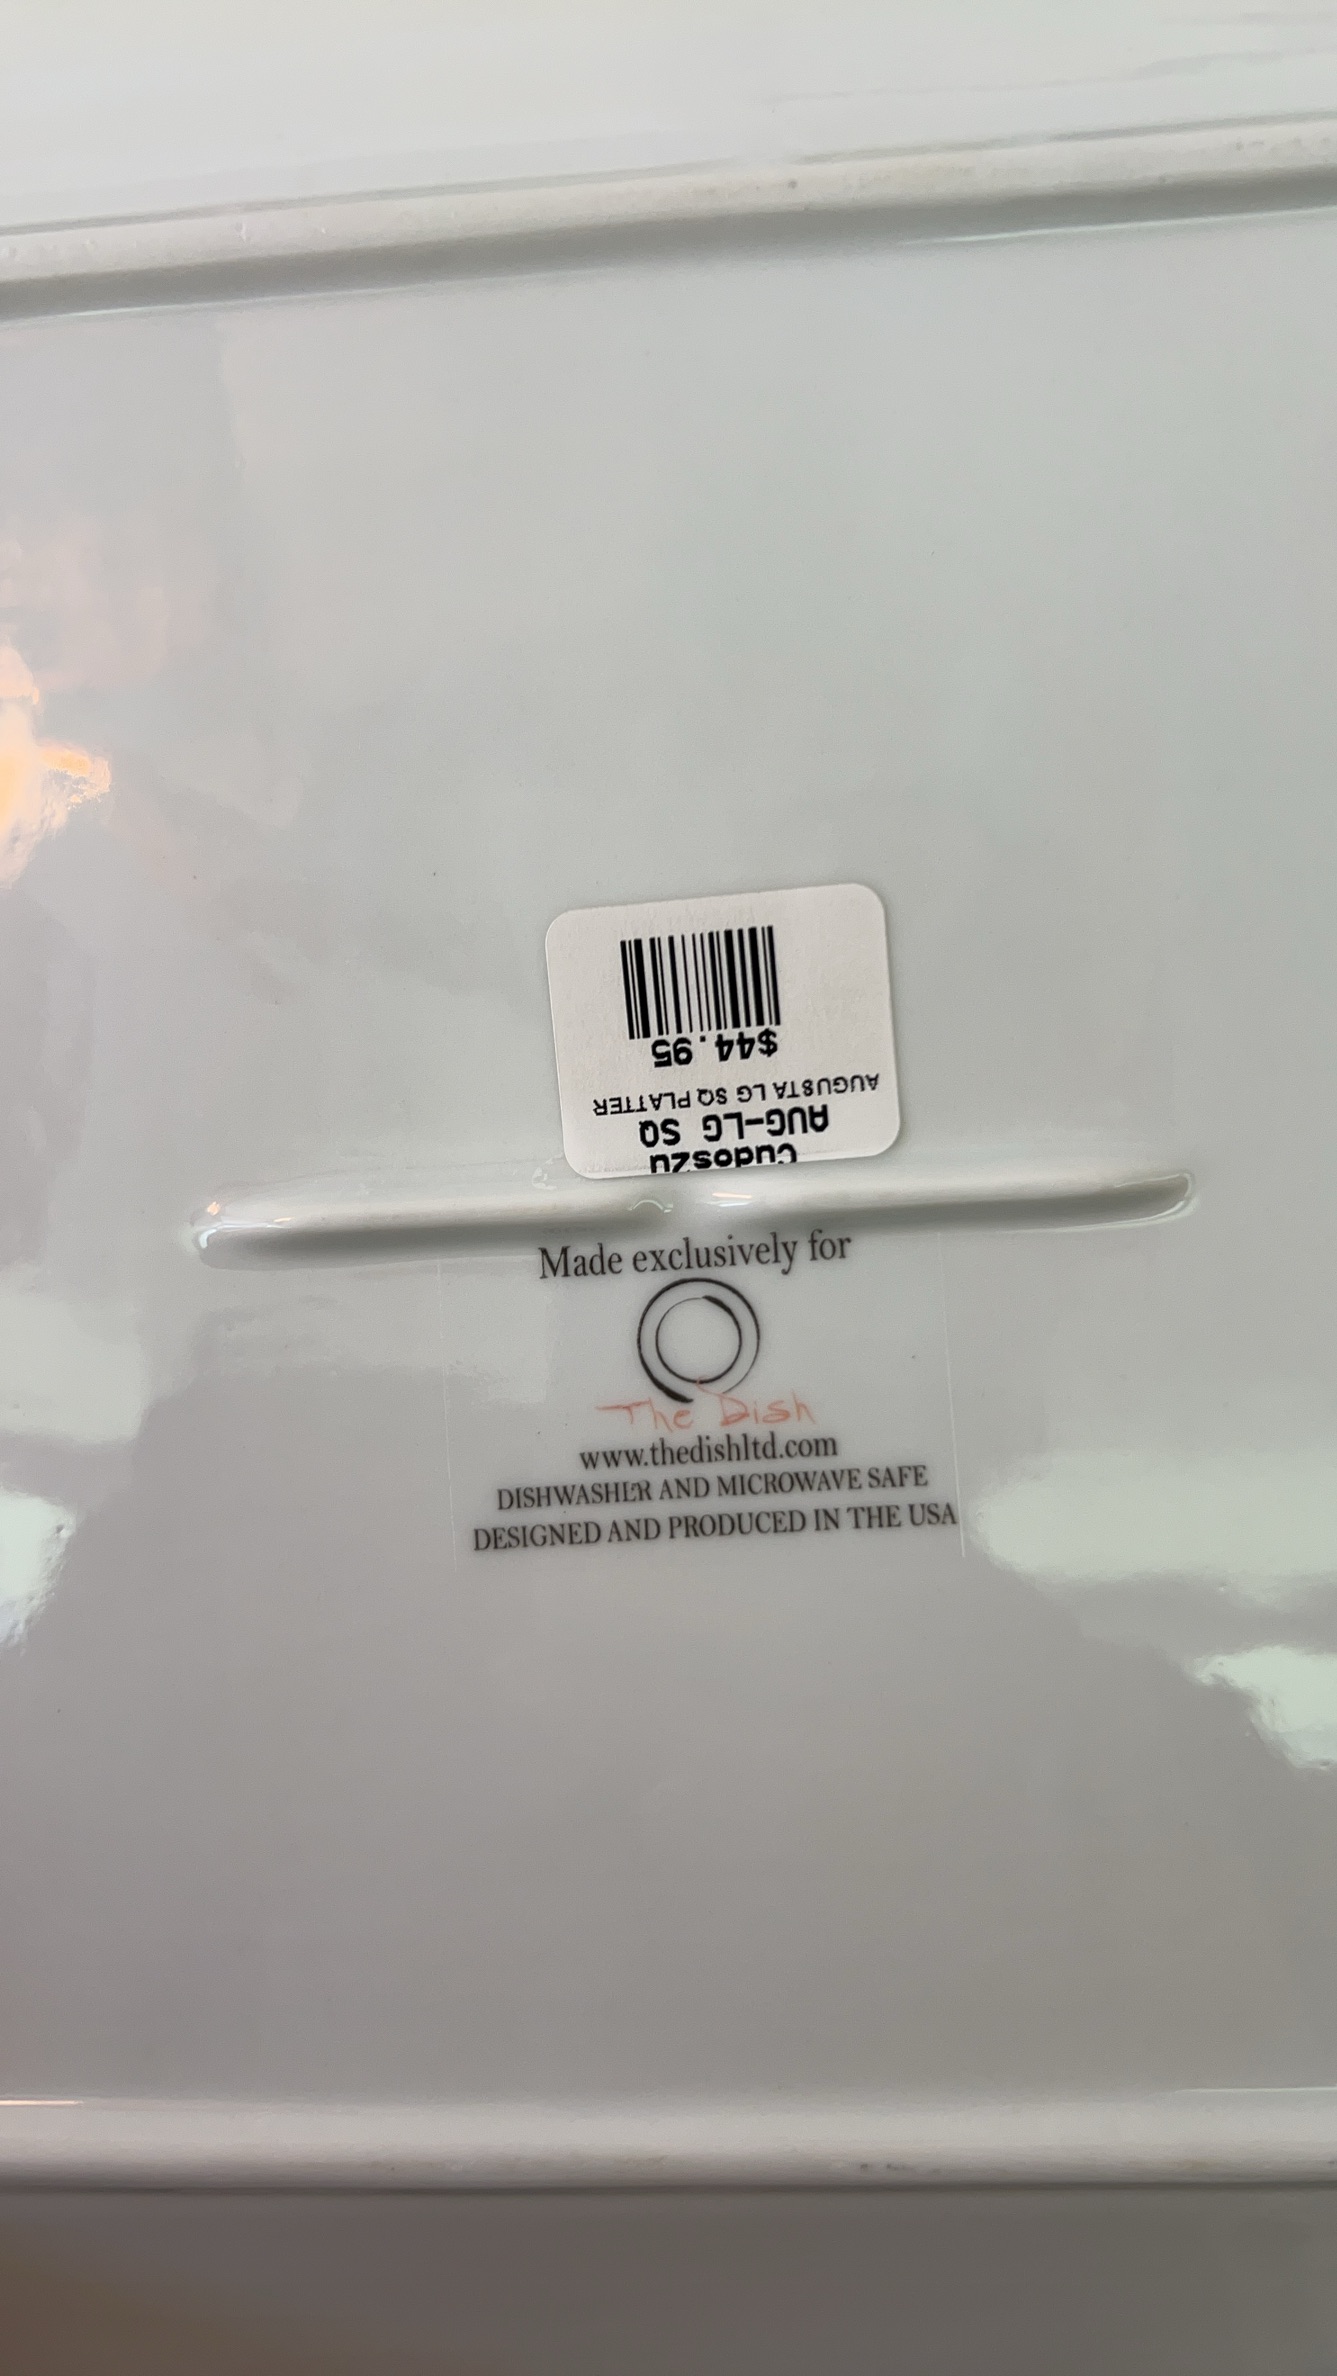 Cudos2u
AUG-LG SQ
AUGUSTA LG SQ PLATTER
$44.95
Made exclusively for
The Dish
www.thedishltd.com
DISHWASHER AND MICROWAVE SAFE
DESIGNED AND PRODUCED IN THE USA